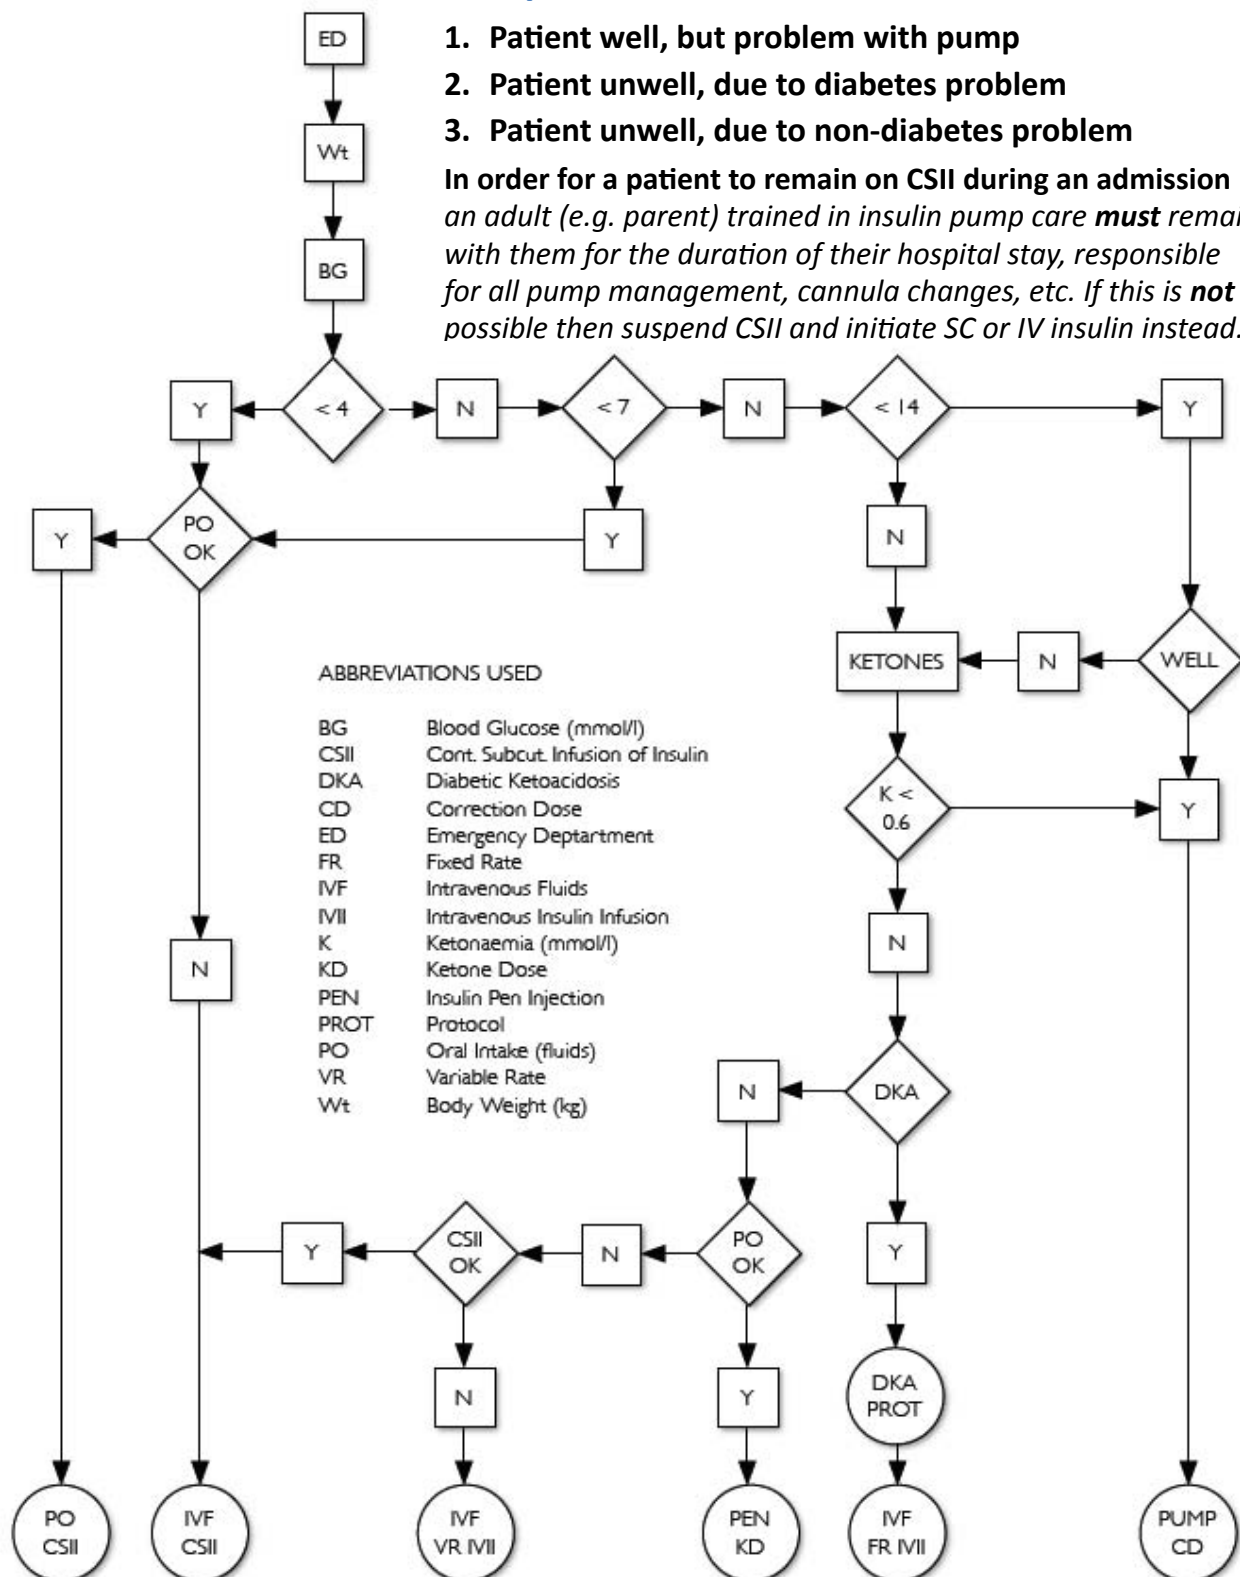 ED
1. Patient well, but problem with pump
2. Patient unwell, due to diabetes problem
Wt
3. Patient unwell, due to non-diabetes problem
In order for a patient to remain on CSII during an admission
an adult (e.g. parent) trained in insulin pump care must remai
BG
with them for the duration of their hospital stay, responsible
for all pump management, cannula changes, etc. If this is not
possible then suspend CSII and initiate SC or IV insulin instead.
Y
< 4
N
< 7
N
< 14
Y
Y
PO
OK
Y
N
KETONES
N
WELL
ABBREVIATIONS USED
BG Blood Glucose (mmol/l)
CSII Cont. Subcut. Infusion of Insulin
DKA Diabetic Ketoacidosis
CD Correction Dose
ED Emergency Deptartment
FR Fixed Rate
IVF Intravenous Fluids
IVII Intravenous Insulin Infusion
K Ketonaemia (mmol/l)
KD Ketone Dose
PEN Insulin Pen Injection
PROT Protocol
PO Oral Intake (fluids)
VR Variable Rate
Wt Body Weight (kg)
K <
0.6
Y
N
N
N
DKA
Y
CSII
OK
N
PO
OK
Y
N
Y
DKA
PROT
PO
CSII
IVF
CSII
IVF
VR IVII
PEN
KD
IVF
FR IVII
PUMP
CD